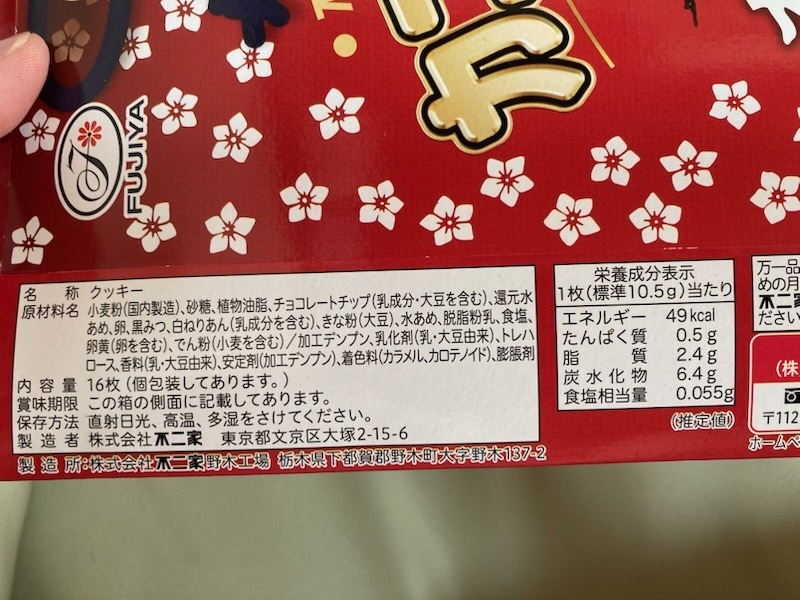 FUJIYA
名称 クッキー
原材料名 小麦粉(国内製造)、砂糖、植物油脂、チョコレートチップ(乳成分・大豆を含む)、還元水
あめ、卵、黒みつ、白ねりあん(乳成分を含む)、きな粉(大豆)、水あめ、脱脂粉乳、食塩、
卵黄(卵を含む)、でん粉(小麦を含む)/加工デンプン、乳化剤(乳・大豆由来)、トレハ
ロース、香料(乳・大豆由来)、安定剤(加工デンプン)、着色料(カラメル、カロテノイド)、膨脹剤
内容量 16枚(個包装してあります。)
賞味期限 この箱の側面に記載してあります。
保存方法 直射日光、高温、多湿をさけてください。
製造者 株式会社不二家 東京都文京区大塚2-15-6
製造所:株式会社不二家野木工場 栃木県下都賀郡野木町大字野木137-2
栄養成分表示
1枚(標準10.5g)当たり
エネルギー 49kcal
たんぱく質 0.5g
脂質 2.4g
炭水化物 6.4g
食塩相当量 0.055g
(推定値)
万一品
めの月
不二家
ださい
(株
〒112
ホームペ